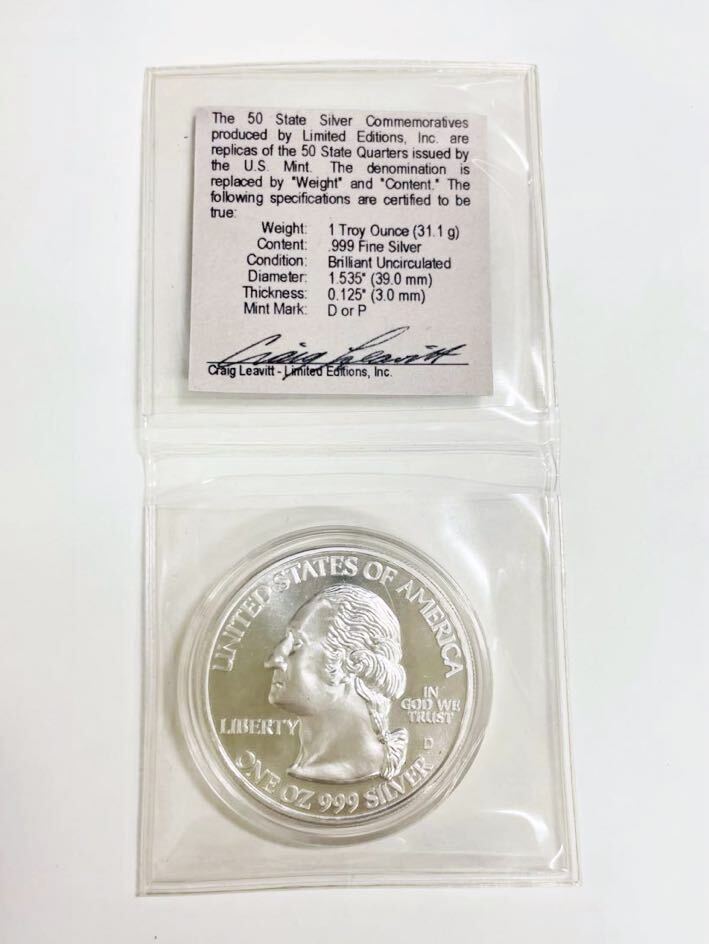 The 50 State Silver Commemoratives
produced by Limited Editions, Inc. are
replicas of the 50 State Quarters issued by
the U.S. Mint. The denomination is
replaced by "Weight" and "Content." The
following specifications are certified to be
true:
Weight: 1 Troy Ounce (31.1 g)
Content: .999 Fine Silver
Condition: Brilliant Uncirculated
Diameter: 1.535" (39.0 mm)
Thickness: 0.125" (3.0 mm)
Mint Mark: D or P
Craig Leavitt
Craig Leavitt - Limited Editions, Inc.
UNITED STATES OF AMERICA
IN
GOD WE
TRUST
LIBERTY
D
ONE OZ 999 SILVER